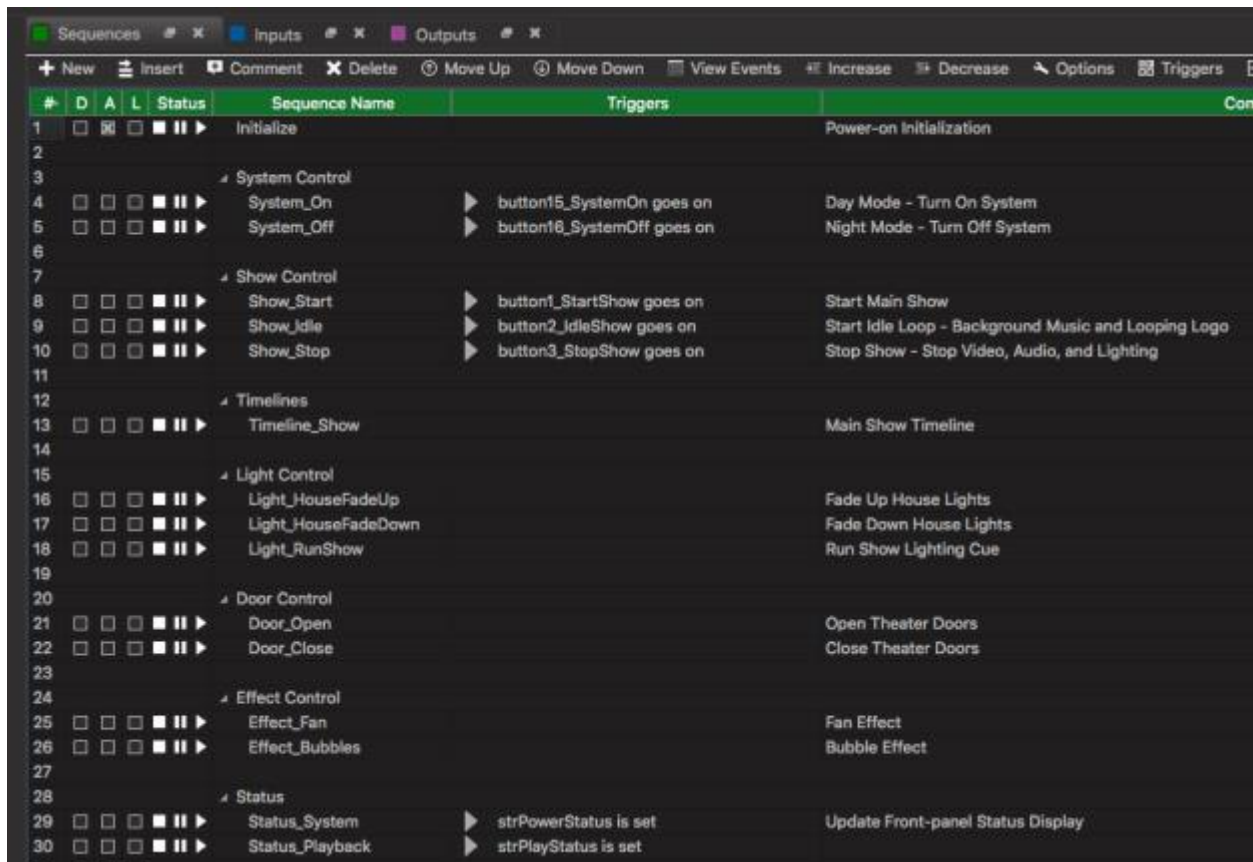 Sequences Inputs Outputs
New Insert Comment Delete Move Up Move Down View Events Increase Decrease Options Triggers
# D A L Status Sequence Name Triggers Com
1 Initialize Power-on Initialization
2
3 System Control
4 System_On button15_SystemOn goes on Day Mode - Turn On System
5 System_Off button16_SystemOff goes on Night Mode - Turn Off System
6
7 Show Control
8 Show_Start button1_StartShow goes on Start Main Show
9 Show_Idle button2_IdleShow goes on Start Idle Loop - Background Music and Looping Logo
10 Show_Stop button3_StopShow goes on Stop Show - Stop Video, Audio, and Lighting
11
12 Timelines
13 Timeline_Show Main Show Timeline
14
15 Light Control
16 Light_HouseFadeUp Fade Up House Lights
17 Light_HouseFadeDown Fade Down House Lights
18 Light_RunShow Run Show Lighting Cue
19
20 Door Control
21 Door_Open Open Theater Doors
22 Door_Close Close Theater Doors
23
24 Effect Control
25 Effect_Fan Fan Effect
26 Effect_Bubbles Bubble Effect
27
28 Status
29 Status_System strPowerStatus is set Update Front-panel Status Display
30 Status_Playback strPlayStatus is set